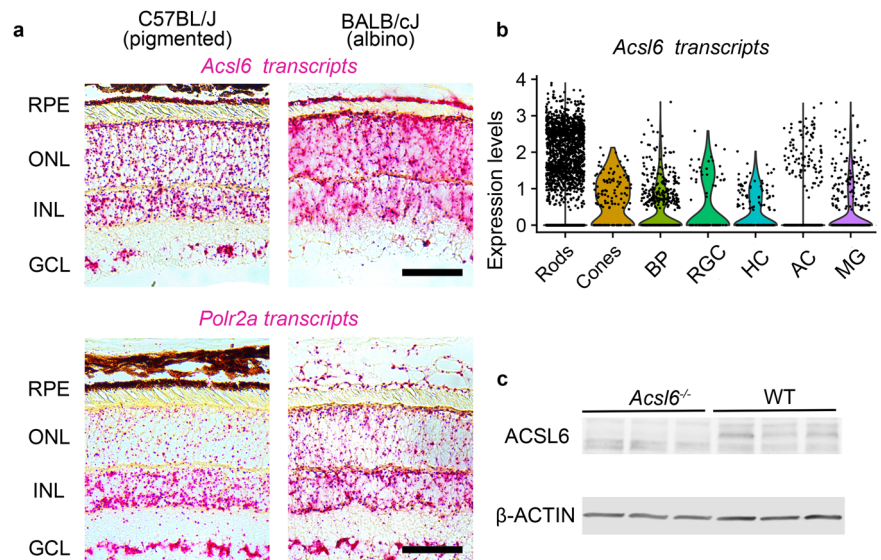 a
C57BL/J
(pigmented)
BALB/cJ
(albino)
Acsl6 transcripts
RPE
ONL
INL
GCL
Polr2a transcripts
RPE
ONL
INL
GCL
b
Acsl6 transcripts
Expression levels
4
3
2
1
0
Rods
Cones
BP
RGC
HC
AC
MG
c
Acsl6-/-
WT
ACSL6
β-ACTIN